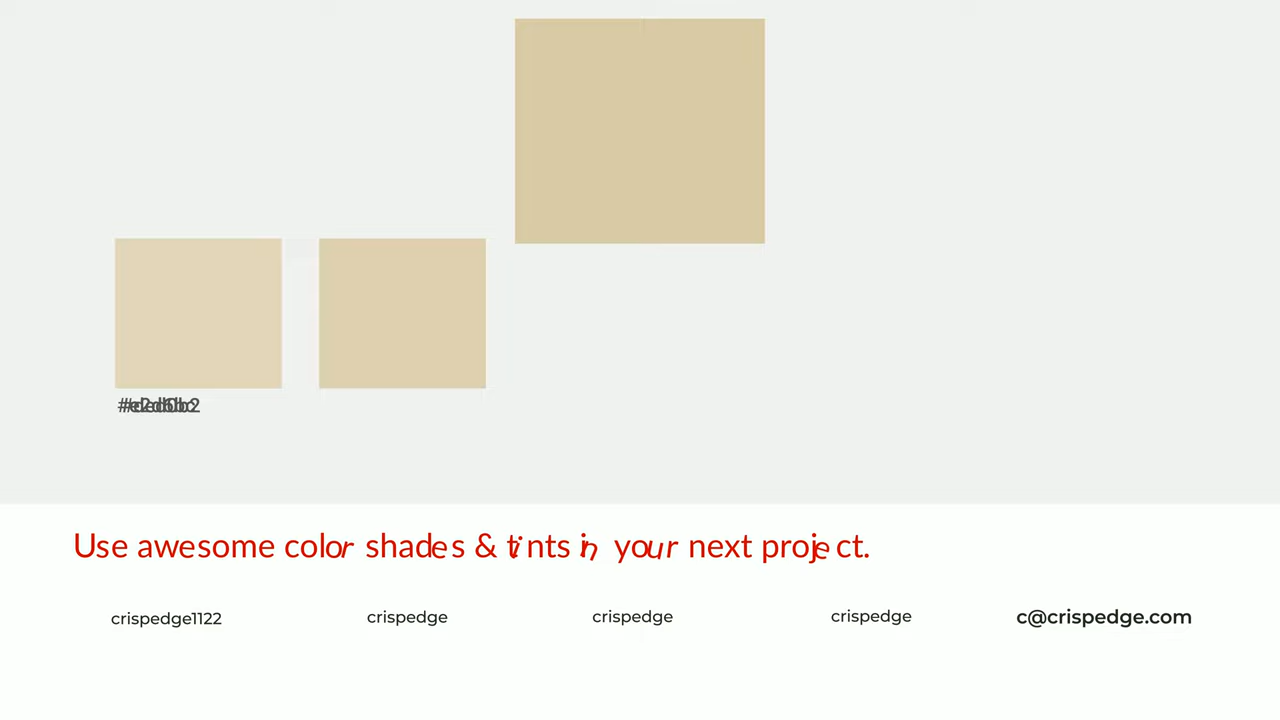 Use awesome color shades & tints in your next project.
crispedge1122 crispedge crispedge crispedge c@crispedge.com